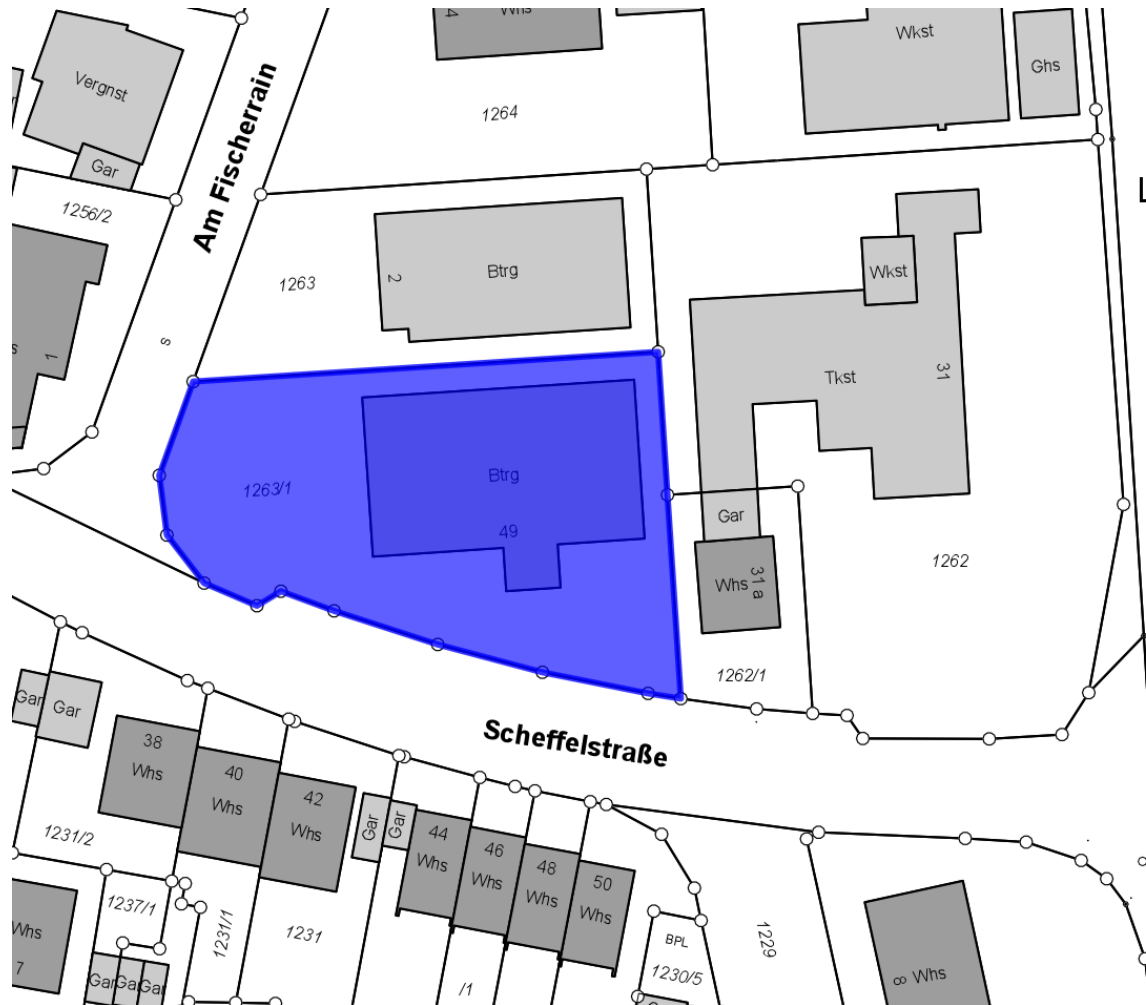 4
Whs
Wkst
Ghs
Vergnst
Gar
1264
Am Fischerrain
1256/2
L
1263
2
Btrg
Wkst
s
1
Tkst
31
1263/1
Btrg
49
Gar
Whs
31 a
1262
1262/1
Scheffelstraße
Gar
Gar
38
Whs
40
Whs
42
Whs
Gar
Gar
44
Whs
46
Whs
48
Whs
50
Whs
1231/2
1237/1
1231/1
1231
Whs
7
Gar
Gar
Gar
/1
BPL
1230/5
1229
8 Whs